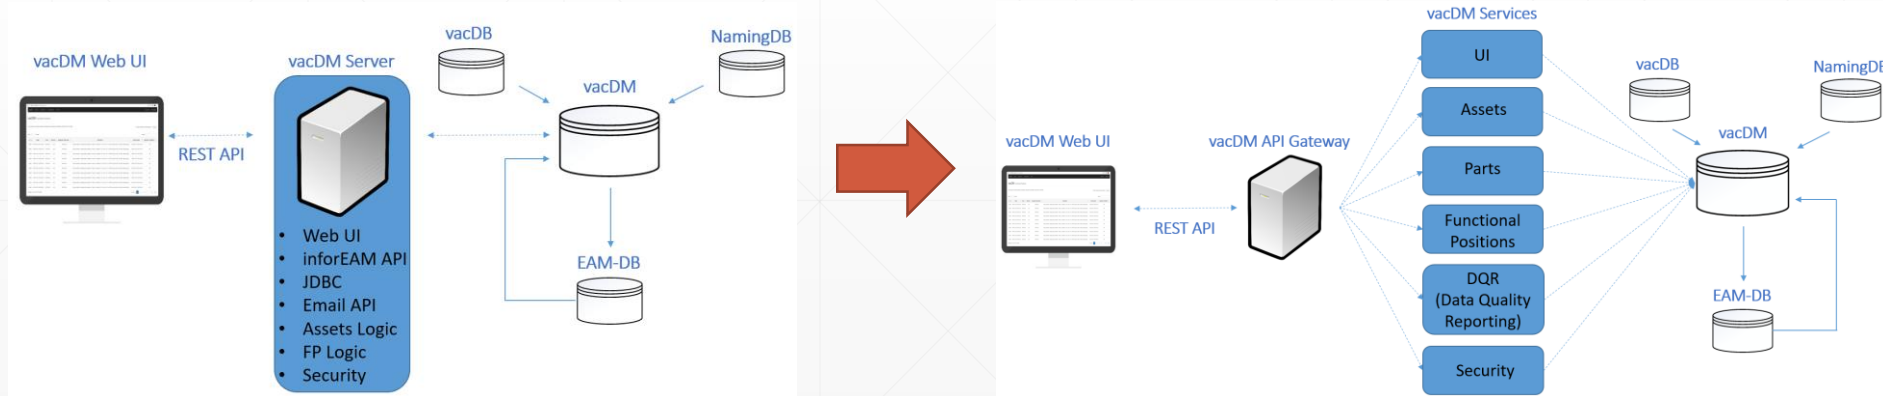 vacDM Web UI
REST API
vacDM Server
• Web UI
• inforEAM API
• JDBC
• Email API
• Assets Logic
• FP Logic
• Security
vacDB
NamingDB
vacDM
EAM-DB
vacDM Web UI
REST API
vacDM API Gateway
vacDM Services
UI
Assets
Parts
Functional
Positions
DQR
(Data Quality
Reporting)
Security
vacDB
NamingDB
vacDM
EAM-DB